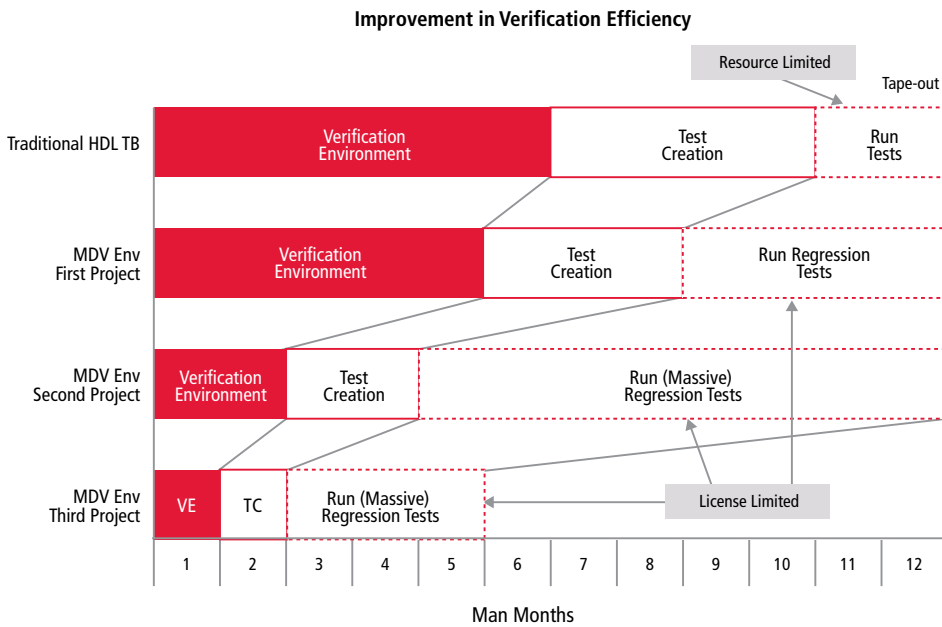 Improvement in Verification Efficiency
Resource Limited
Tape-out
Traditional HDL TB
Verification
Environment
Test
Creation
Run
Tests
MDV Env
First Project
Verification
Environment
Test
Creation
Run Regression
Tests
MDV Env
Second Project
Verification
Environment
Test
Creation
Run (Massive)
Regression Tests
MDV Env
Third Project
VE
TC
Run (Massive)
Regression Tests
License Limited
1 2 3 4 5 6 7 8 9 10 11 12
Man Months